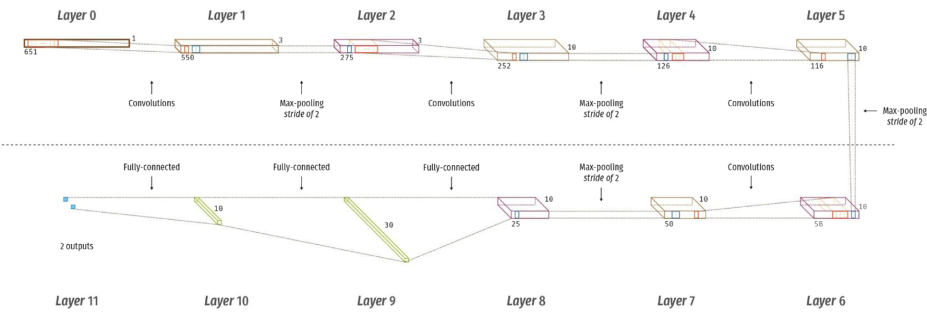 Layer 0 Layer 1 Layer 2 Layer 3 Layer 4 Layer 5
1 3 3 10 10 10
651 550 275 252 126 116
Convolutions Max-pooling Convolutions Max-pooling Convolutions Max-pooling
stride of 2 stride of 2 stride of 2
Fully-connected Fully-connected Fully-connected Max-pooling Convolutions
stride of 2
10 30 10 10 10
25 50 58
2 outputs
Layer 11 Layer 10 Layer 9 Layer 8 Layer 7 Layer 6